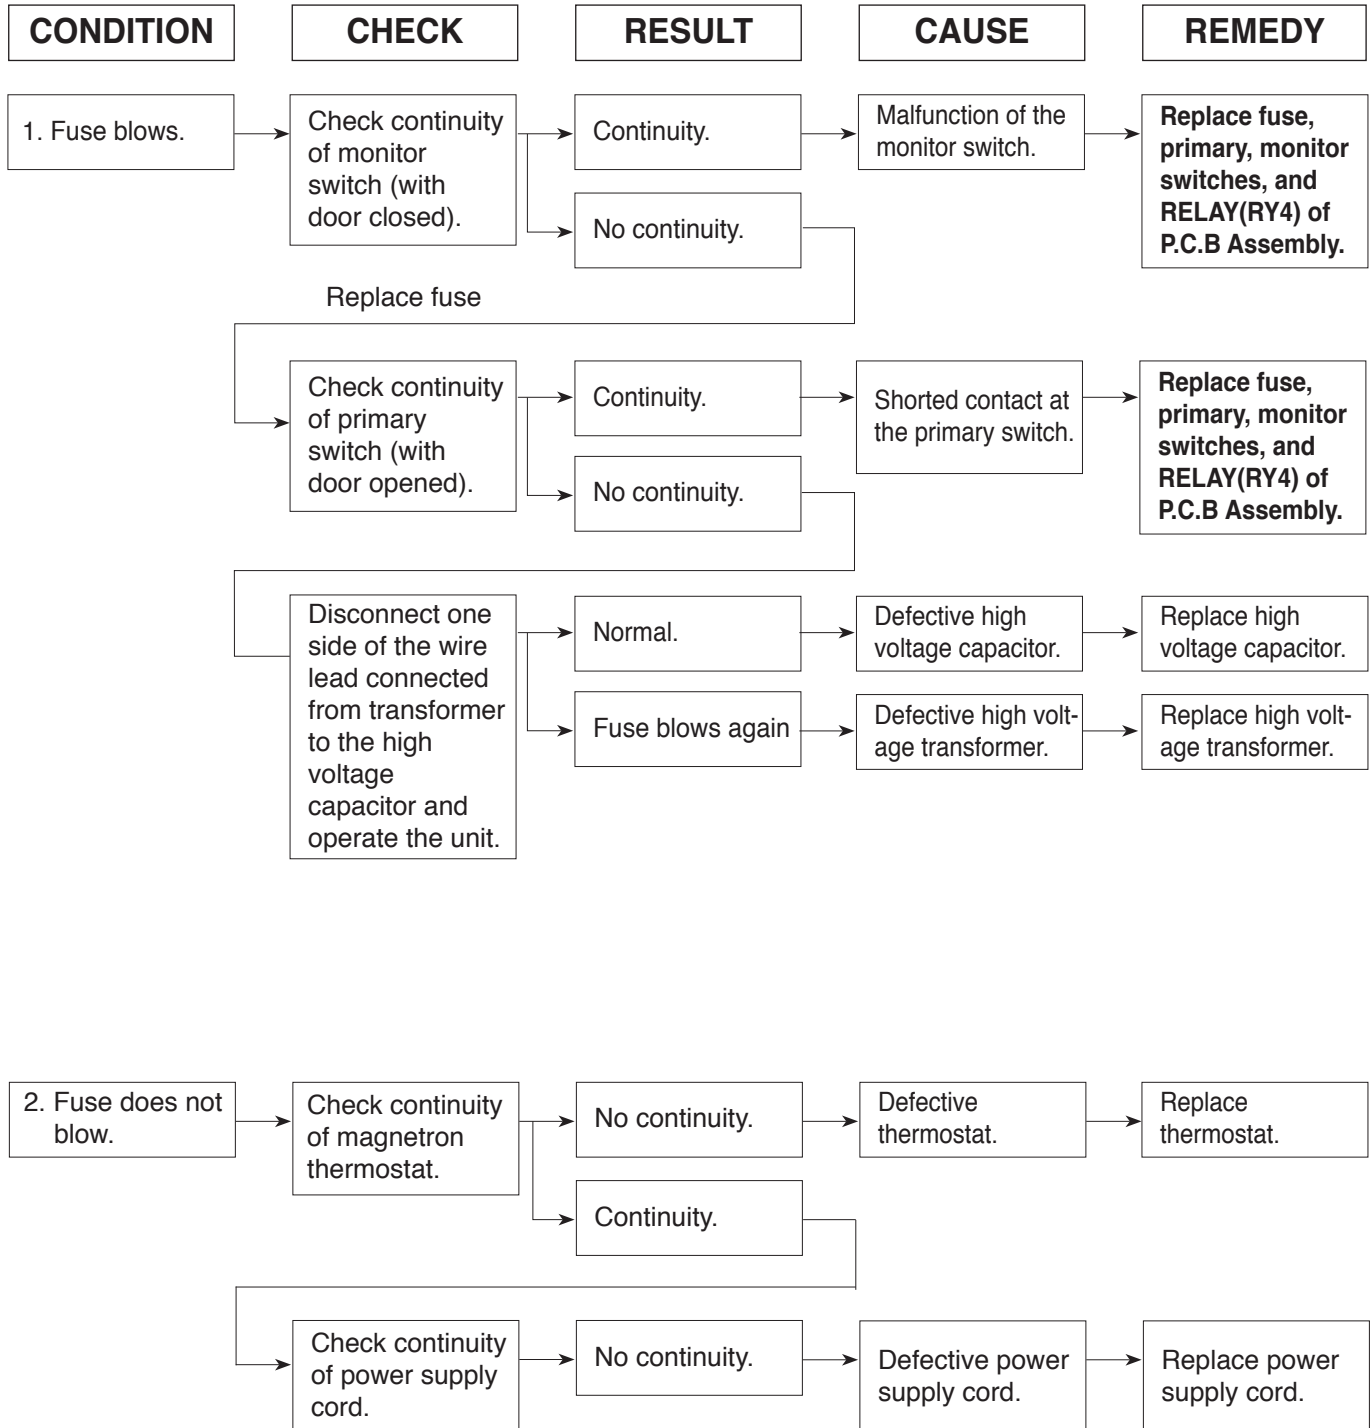 CONDITION
CHECK
RESULT
CAUSE
REMEDY
1. Fuse blows.
Check continuity
of monitor
switch (with
door closed).
Continuity.
Malfunction of the
monitor switch.
Replace fuse,
primary, monitor
switches, and
RELAY(RY4) of
P.C.B Assembly.
No continuity.
Replace fuse
Check continuity
of primary
switch (with
door opened).
Continuity.
Shorted contact at
the primary switch.
Replace fuse,
primary, monitor
switches, and
RELAY(RY4) of
P.C.B Assembly.
No continuity.
Disconnect one
side of the wire
lead connected
from transformer
to the high
voltage
capacitor and
operate the unit.
Normal.
Defective high
voltage capacitor.
Replace high
voltage capacitor.
Fuse blows again
Defective high volt-
age transformer.
Replace high volt-
age transformer.
2. Fuse does not
blow.
Check continuity
of magnetron
thermostat.
No continuity.
Defective
thermostat.
Replace
thermostat.
Continuity.
Check continuity
of power supply
cord.
No continuity.
Defective power
supply cord.
Replace power
supply cord.